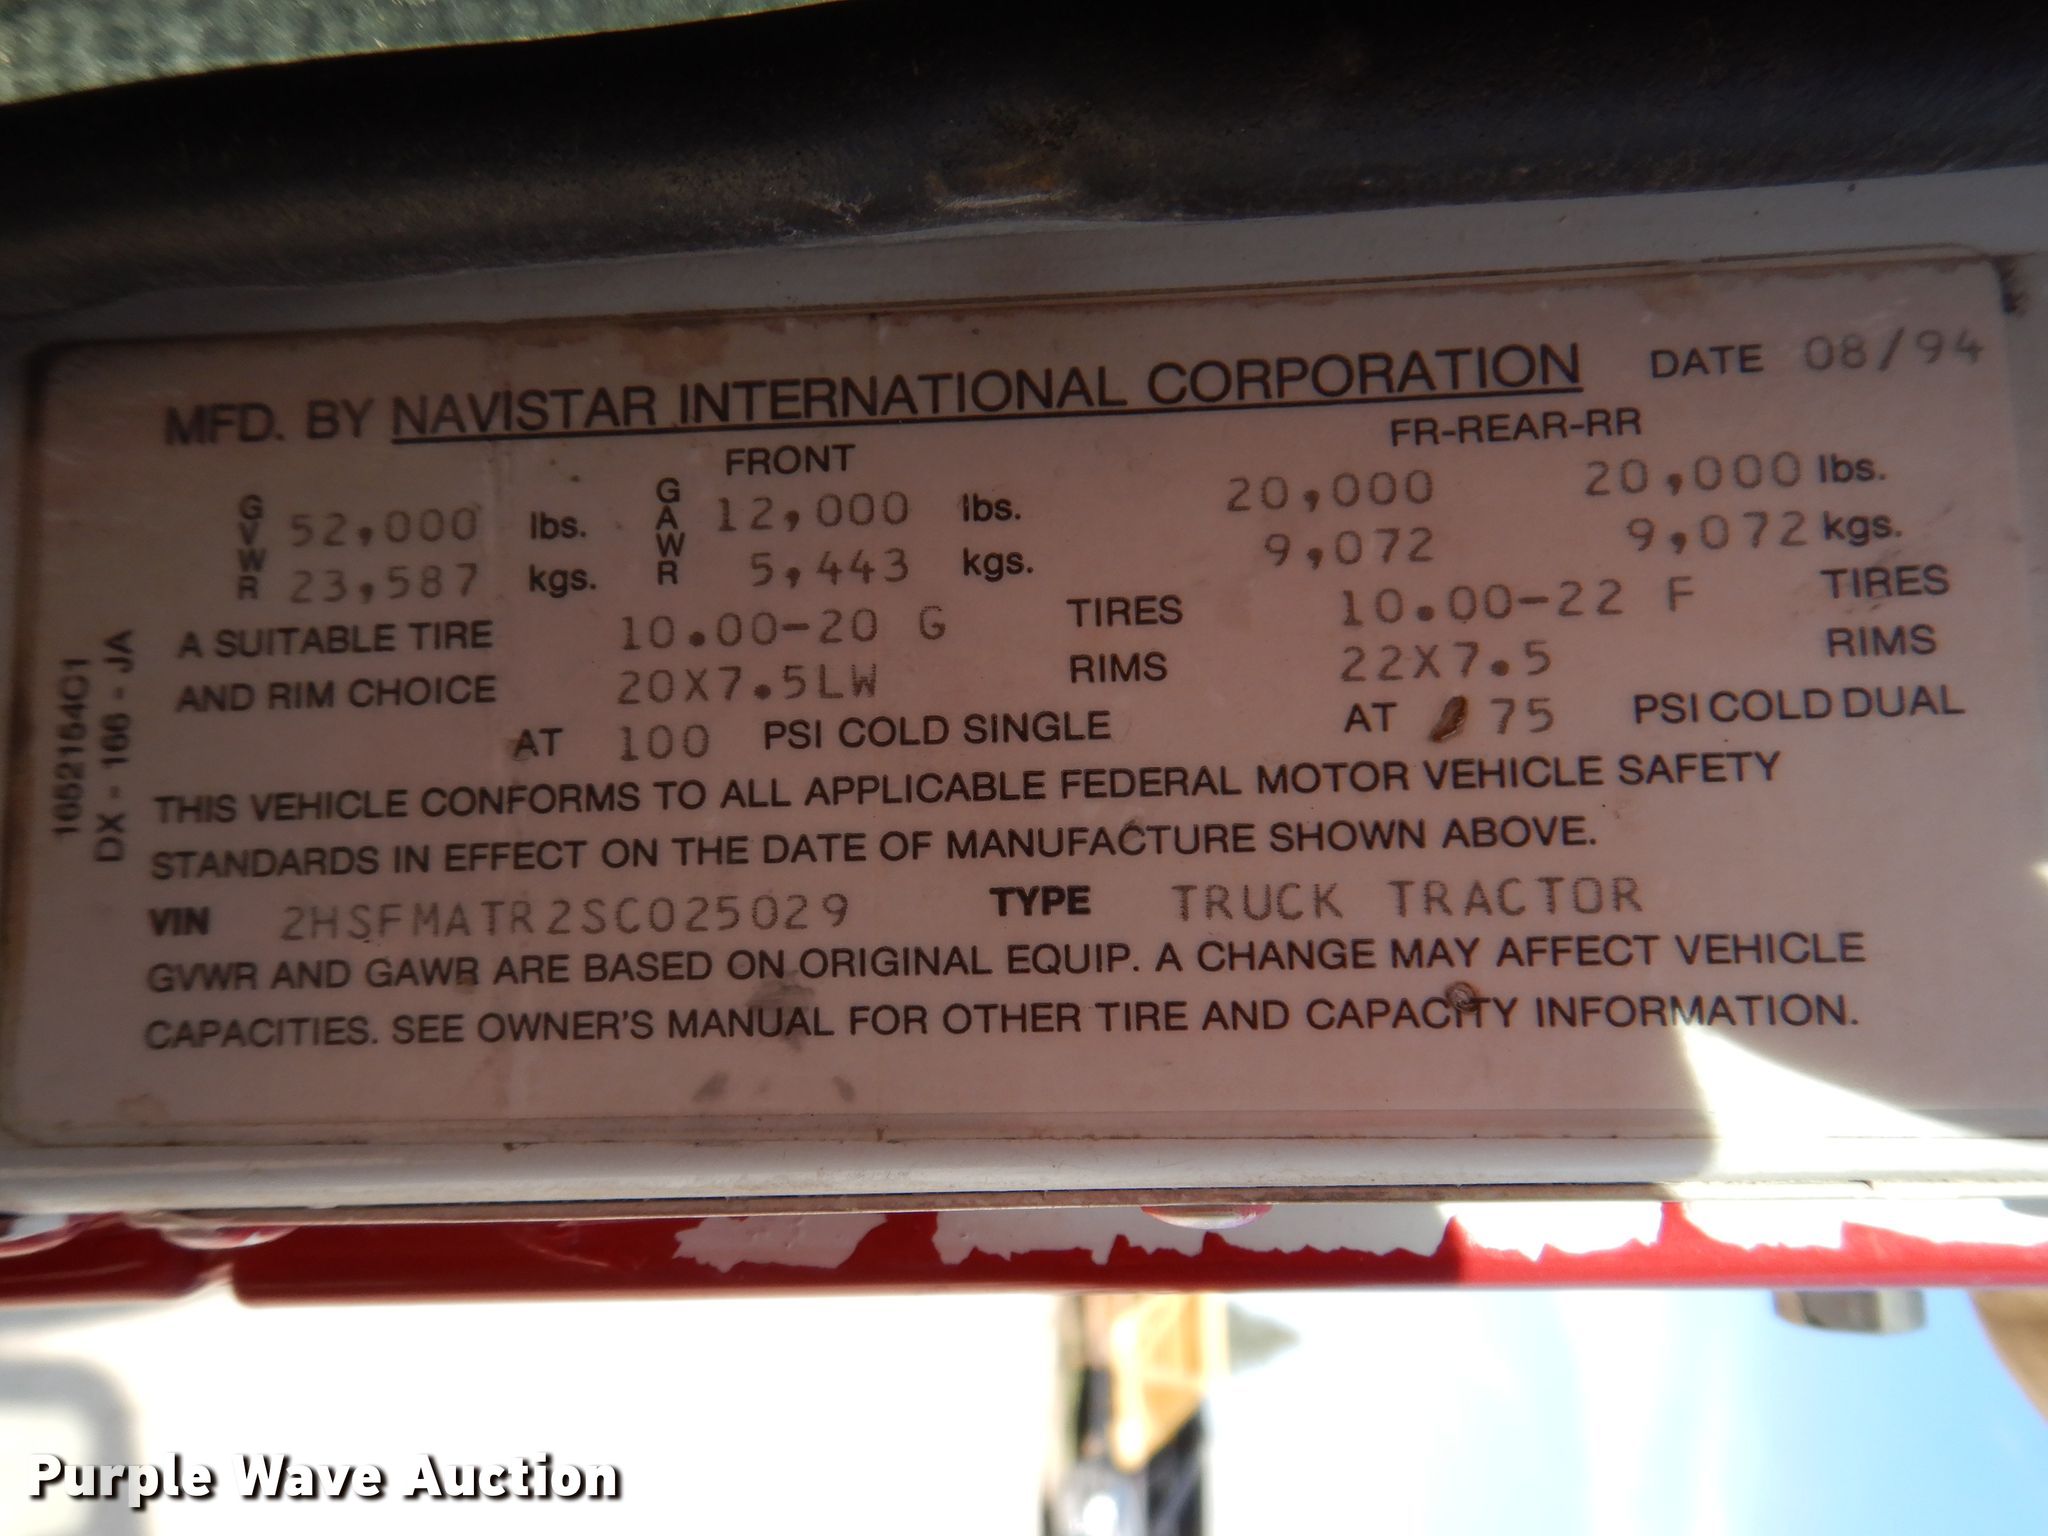 MFD. BY NAVISTAR INTERNATIONAL CORPORATION DATE 08/94
FRONT FR-REAR-RR
GVWR 52,000 lbs. GAWR 12,000 lbs. 20,000 20,000 lbs.
23,587 kgs. 5,443 kgs. 9,072 9,072 kgs.
A SUITABLE TIRE 10.00-20 G TIRES 10.00-22 F TIRES
AND RIM CHOICE 20X7.5LW RIMS 22X7.5 RIMS
AT 100 PSI COLD SINGLE AT 75 PSI COLD DUAL
THIS VEHICLE CONFORMS TO ALL APPLICABLE FEDERAL MOTOR VEHICLE SAFETY
STANDARDS IN EFFECT ON THE DATE OF MANUFACTURE SHOWN ABOVE.
VIN 2HSFMATR2SC025029 TYPE TRUCK TRACTOR
GVWR AND GAWR ARE BASED ON ORIGINAL EQUIP. A CHANGE MAY AFFECT VEHICLE
CAPACITIES. SEE OWNER'S MANUAL FOR OTHER TIRE AND CAPACITY INFORMATION.
1652154C1
DX - 166 - JA
Purple Wave Auction